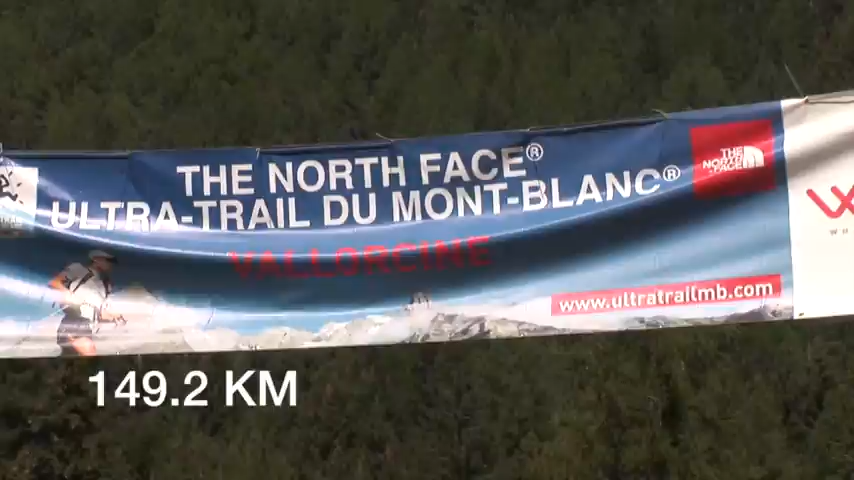 THE NORTH FACE®
ULTRA-TRAIL DU MONT-BLANC®
THE
NORTH
FACE
VALLORCINE
www.ultratrailmb.com
149.2 KM